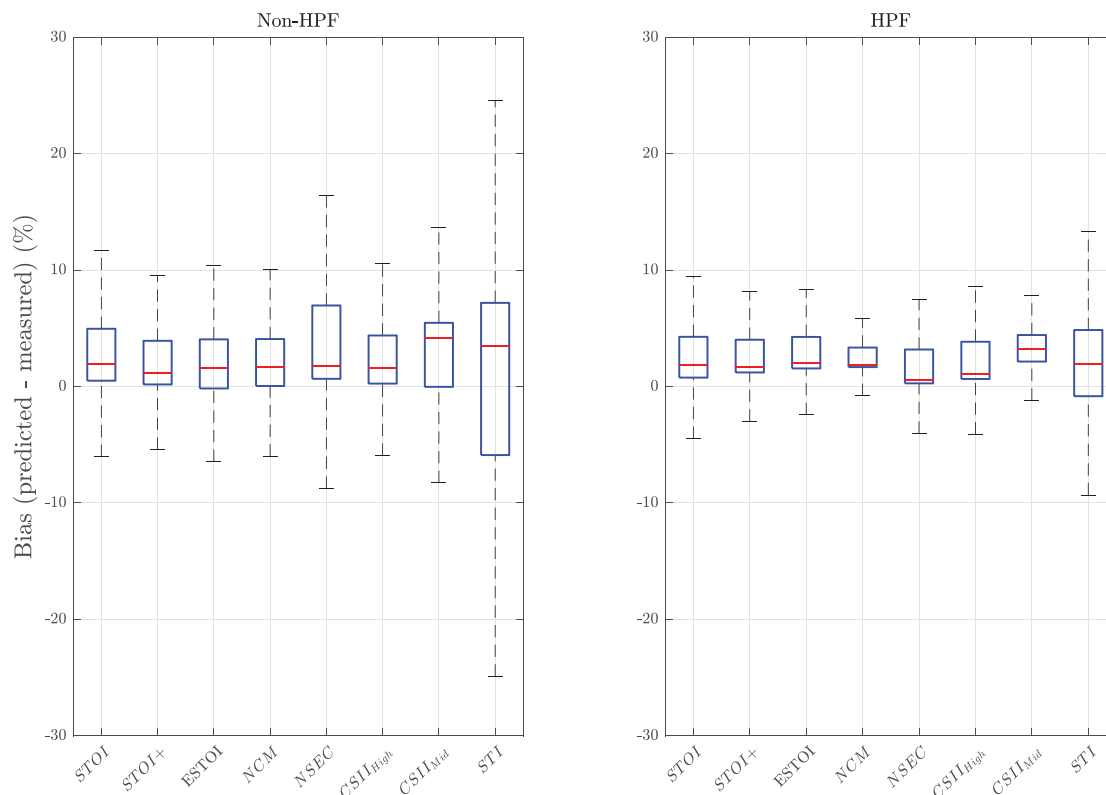 Non-HPF
30
20
10
0
-10
-20
-30
Bias (predicted - measured) (%)
STOI
STOI+
ESTOI
NCM
NSEC
CSII_High
CSII_Mid
STI
HPF
30
20
10
0
-10
-20
-30
STOI
STOI+
ESTOI
NCM
NSEC
CSII_High
CSII_Mid
STI